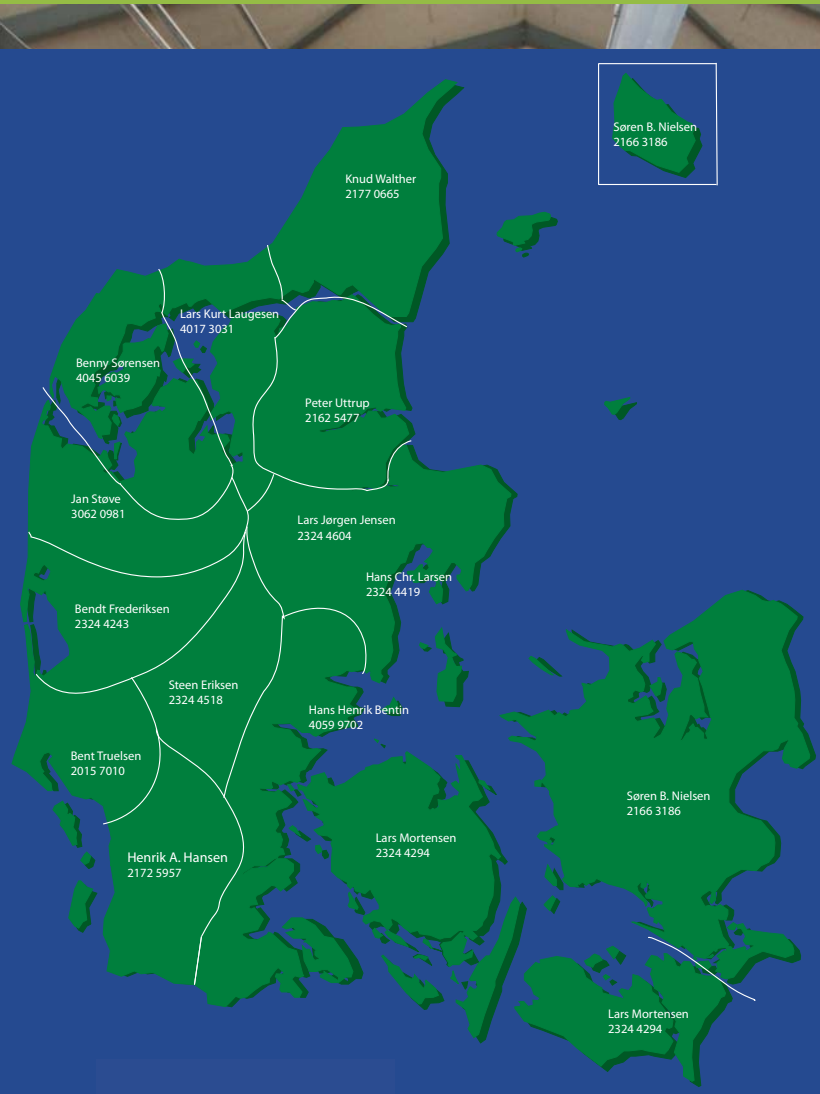 Søren B. Nielsen
2166 3186
Knud Walther
2177 0665
Lars Kurt Laugesen
4017 3031
Benny Sørensen
4045 6039
Peter Uttrup
2162 5477
Jan Støve
3062 0981
Lars Jørgen Jensen
2324 4604
Hans Chr. Larsen
2324 4419
Bendt Frederiksen
2324 4243
Steen Eriksen
2324 4518
Hans Henrik Bentin
4059 9702
Bent Truelsen
2015 7010
Søren B. Nielsen
2166 3186
Lars Mortensen
2324 4294
Henrik A. Hansen
2172 5957
Lars Mortensen
2324 4294